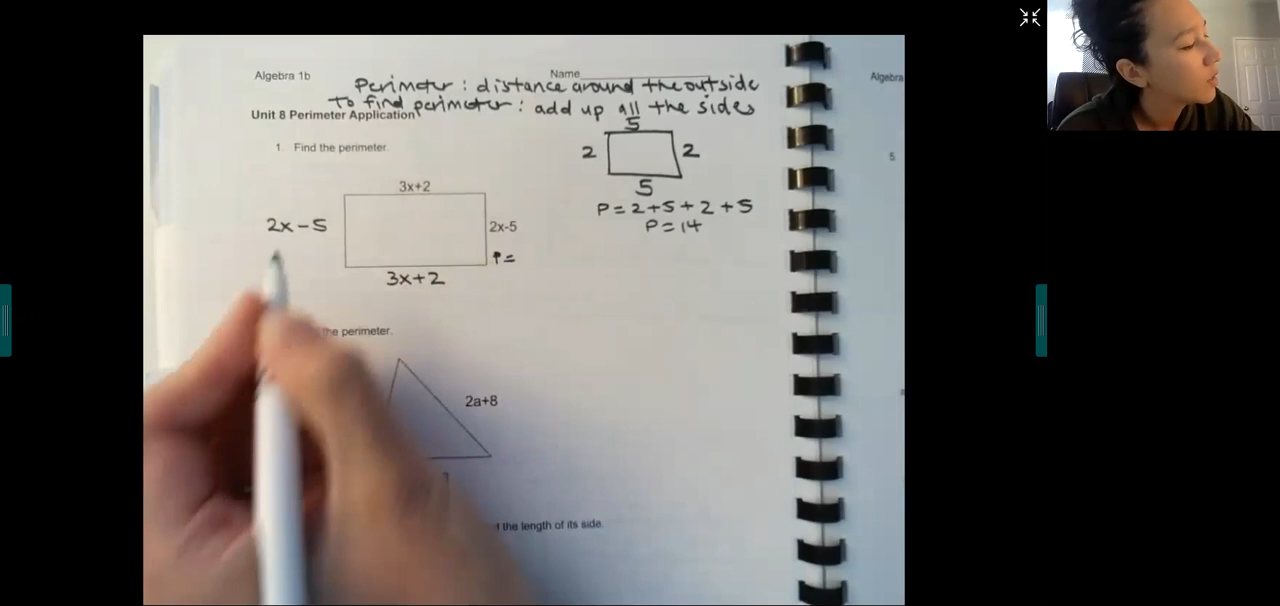 Algebra 1b
Name
Algebra
Perimeter : distance around the outside
To find perimeter : add up all the sides
Unit 8 Perimeter Application
1. Find the perimeter.
3x+2
2x-5
2x-5
3x+2
P=
5
2
2
5
P=2+5+2+5
P=14
5
the perimeter.
2a+8
the length of its side.